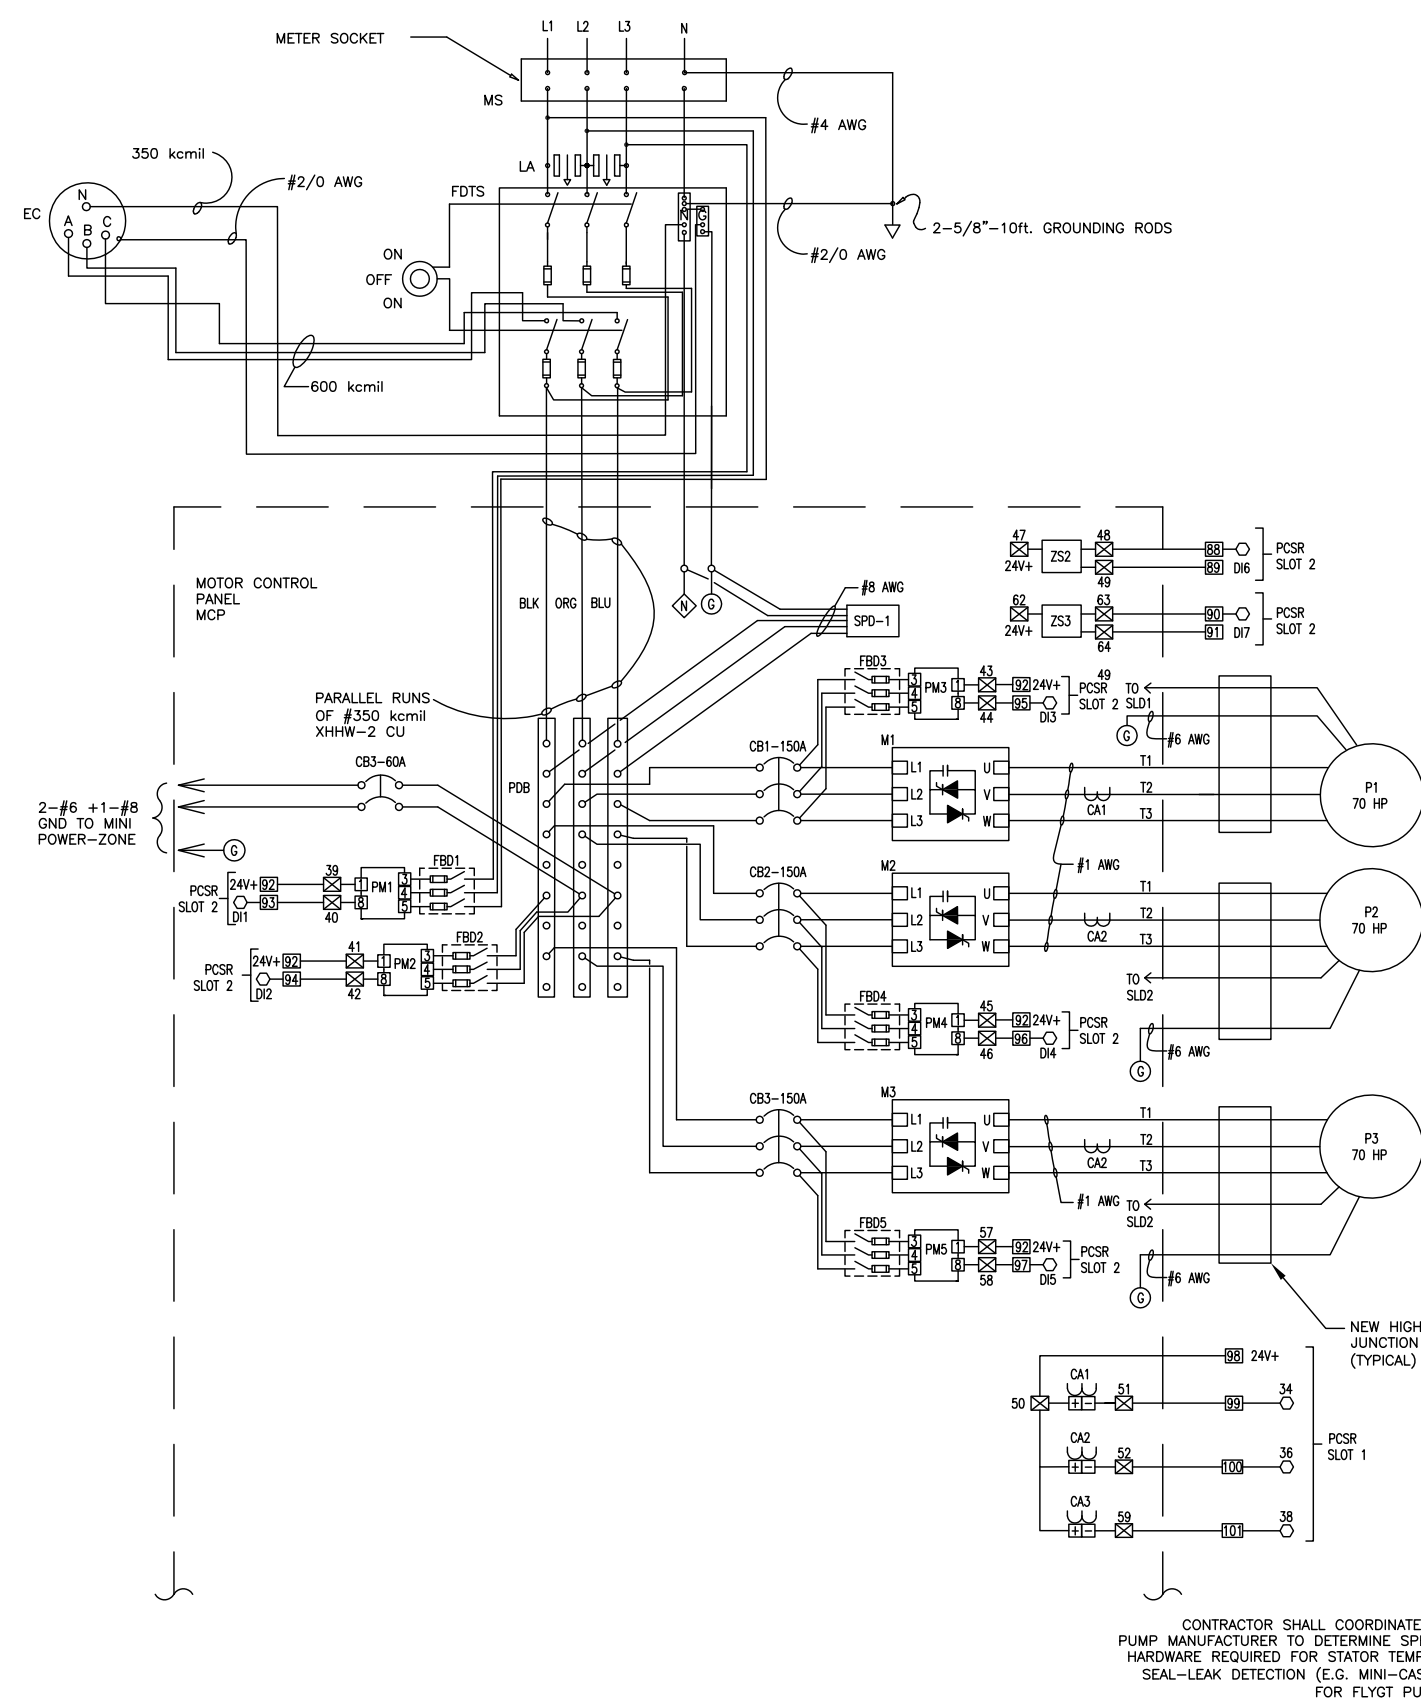 L1 L2 L3 N
METER SOCKET
MS
#4 AWG
350 kcmil
#2/0 AWG
LA
FDTS
EC
N
A
B
C
N G
2-5/8"-10ft. GROUNDING RODS
#2/0 AWG
ON
OFF
ON
600 kcmil
MOTOR CONTROL
PANEL
MCP
BLK ORG BLU
N G
#8 AWG
SPD-1
47
24V+
ZS2
48
49
88
89
DI6
PCSR
SLOT 2
62
24V+
ZS3
63
64
90
91
DI7
PCSR
SLOT 2
PARALLEL RUNS
OF #350 kcmil
XHHW-2 CU
FBD3
3
4
5
PM3
1
8
43
44
92 24V+
95
DI3
PCSR
SLOT 2
49
TO
SLD1
G
#6 AWG
CB3-60A
2-#6 +1-#8
GND TO MINI
POWER-ZONE
G
PDB
CB1-150A
M1
L1
L2
L3
U
V
W
T1
T2
T3
CA1
P1
70 HP
#1 AWG
PCSR
SLOT 2
24V+ 92
93
DI1
39
40
1
8
PM1
3
4
5
FBD1
PCSR
SLOT 2
24V+ 92
94
DI2
41
42
1
8
PM2
3
4
5
FBD2
CB2-150A
M2
L1
L2
L3
U
V
W
T1
T2
T3
CA2
P2
70 HP
TO
SLD2
G
#6 AWG
FBD4
3
4
5
PM4
1
8
45
46
92 24V+
96
DI4
PCSR
SLOT 2
CB3-150A
M3
L1
L2
L3
U
V
W
T1
T2
T3
CA2
P3
70 HP
#1 AWG
TO
SLD2
G
#6 AWG
FBD5
3
4
5
PM5
1
8
57
58
92 24V+
97
DI5
PCSR
SLOT 2
NEW HIGH
JUNCTION
(TYPICAL)
98 24V+
50
CA1
+ -
51
99
34
CA2
+ -
52
100
36
CA3
+ -
59
101
38
PCSR
SLOT 1
CONTRACTOR SHALL COORDINATE
PUMP MANUFACTURER TO DETERMINE SPE
HARDWARE REQUIRED FOR STATOR TEMP
SEAL-LEAK DETECTION (E.G. MINI-CAS
FOR FLYGT PU